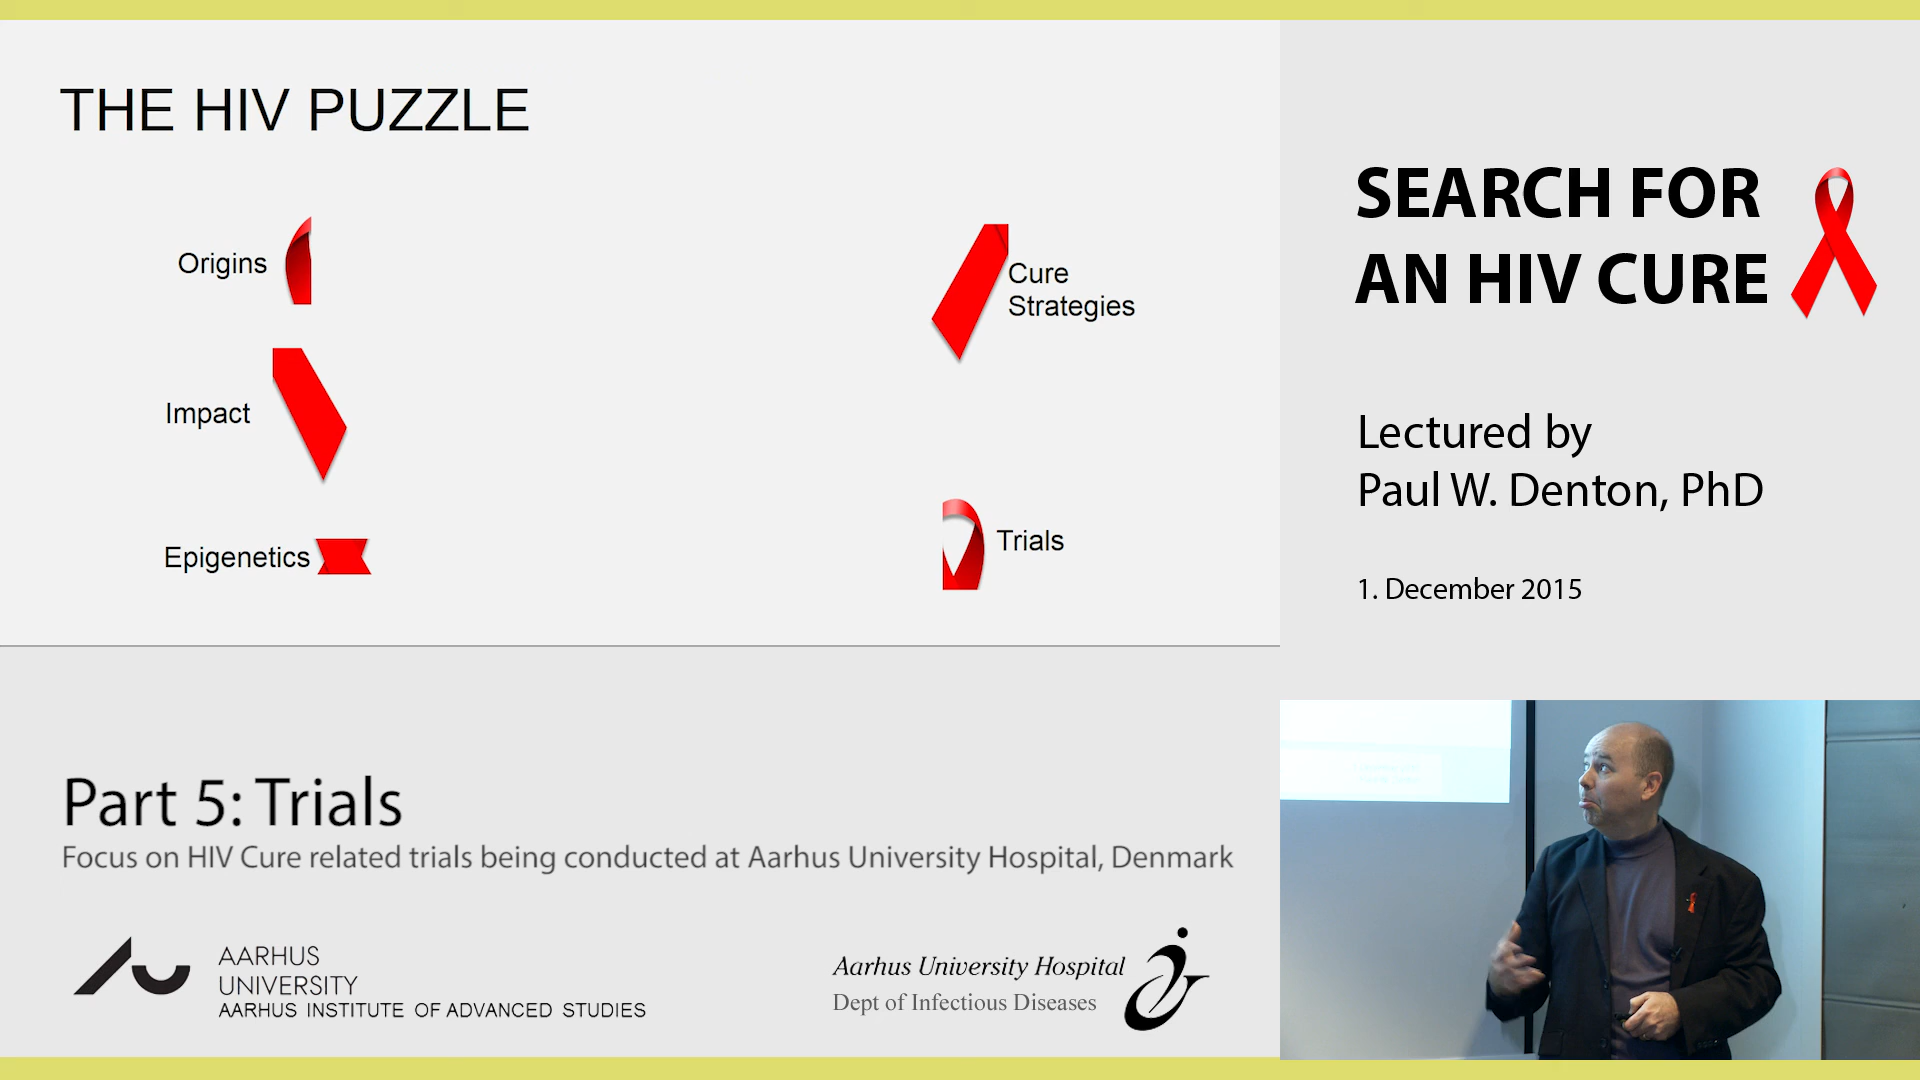 THE HIV PUZZLE
Origins
Impact
Epigenetics
Cure
Strategies
Trials
SEARCH FOR
AN HIV CURE
Lectured by
Paul W. Denton, PhD
1. December 2015
Part 5: Trials
Focus on HIV Cure related trials being conducted at Aarhus University Hospital, Denmark
AARHUS
UNIVERSITY
AARHUS INSTITUTE OF ADVANCED STUDIES
Aarhus University Hospital
Dept of Infectious Diseases